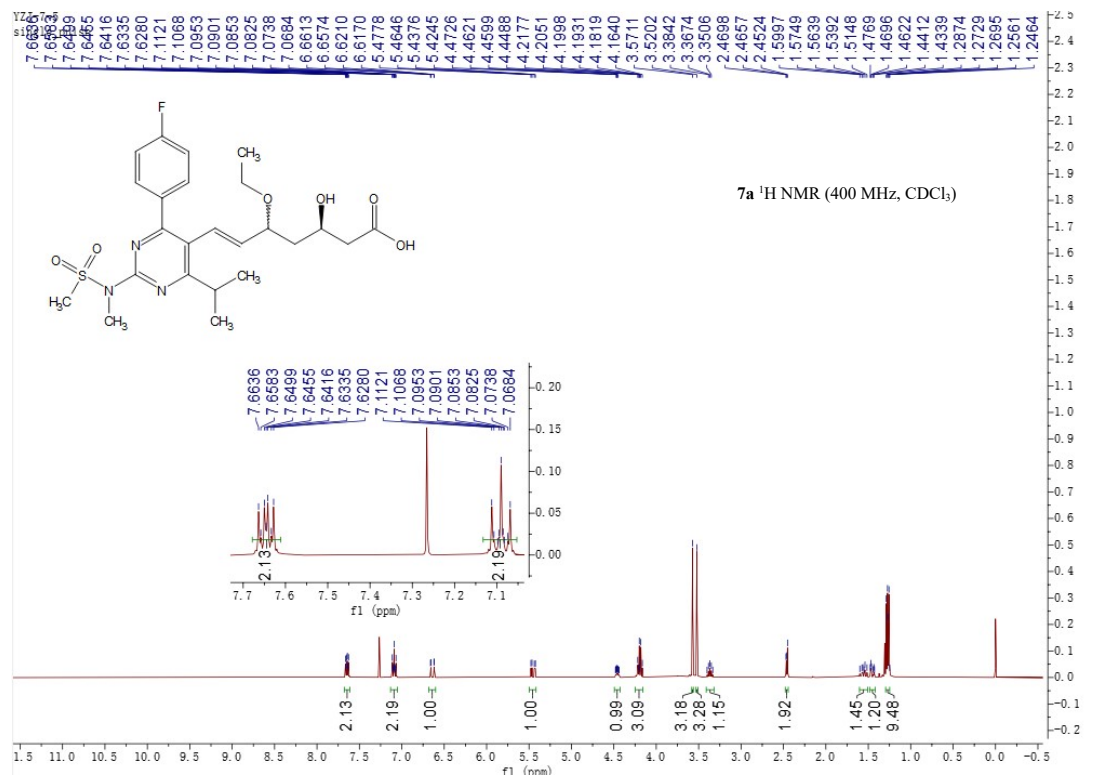 7.6636 7.6583 7.6499 7.6455 7.6416 7.6335 7.6280 7.1121 7.1068 7.0953 7.0901 7.0853 7.0825 7.0738 7.0684 6.6613 6.6574 6.6210 6.6170 5.4778 5.4646 5.4376 5.4245 4.4726 4.4621 4.4599 4.4488 4.2177 4.2051 4.1998 4.1931 4.1819 4.1640 3.5711 3.5202 3.3842 3.3674 3.3506 2.4698 2.4657 2.4524 1.5997 1.5749 1.5639 1.5392 1.5148 1.4769 1.4696 1.4622 1.4412 1.4339 1.2874 1.2729 1.2695 1.2561 1.2464
F
CH₃
O
OH
O
OH
N
N
O
O
S
N
H₃C
CH₃
CH₃
CH₃
7a ¹H NMR (400 MHz, CDCl₃)
7.6636 7.6583 7.6499 7.6455 7.6416 7.6335 7.6280 7.1121 7.1068 7.0953 7.0901 7.0853 7.0825 7.0738 7.0684
0.20
0.15
0.10
0.05
0.00
2.13 2.19
7.7 7.6 7.5 7.4 7.3 7.2 7.1
f1 (ppm)
2.5
2.4
2.3
2.2
2.1
2.0
1.9
1.8
1.7
1.6
1.5
1.4
1.3
1.2
1.1
1.0
0.9
0.8
0.7
0.6
0.5
0.4
0.3
0.2
0.1
0.0
-0.1
-0.2
2.13 2.19 1.00 1.00 0.99 3.09 3.18 3.28 1.15 1.92 1.45 1.20 9.48
1.5 11.0 10.5 10.0 9.5 9.0 8.5 8.0 7.5 7.0 6.5 6.0 5.5 5.0 4.5 4.0 3.5 3.0 2.5 2.0 1.5 1.0 0.5 0.0 -0.5
f1 (ppm)